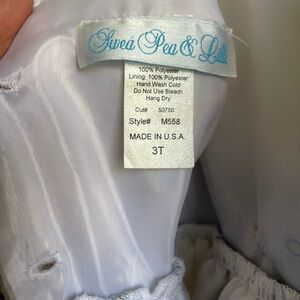 Swea Pea & Lilli
100% Polyester
Lining: 100% Polyester
Hand Wash Cold
Do Not Use Bleach
Hang Dry
Cut# 50750
Style# M558
MADE IN U.S.A.
3T